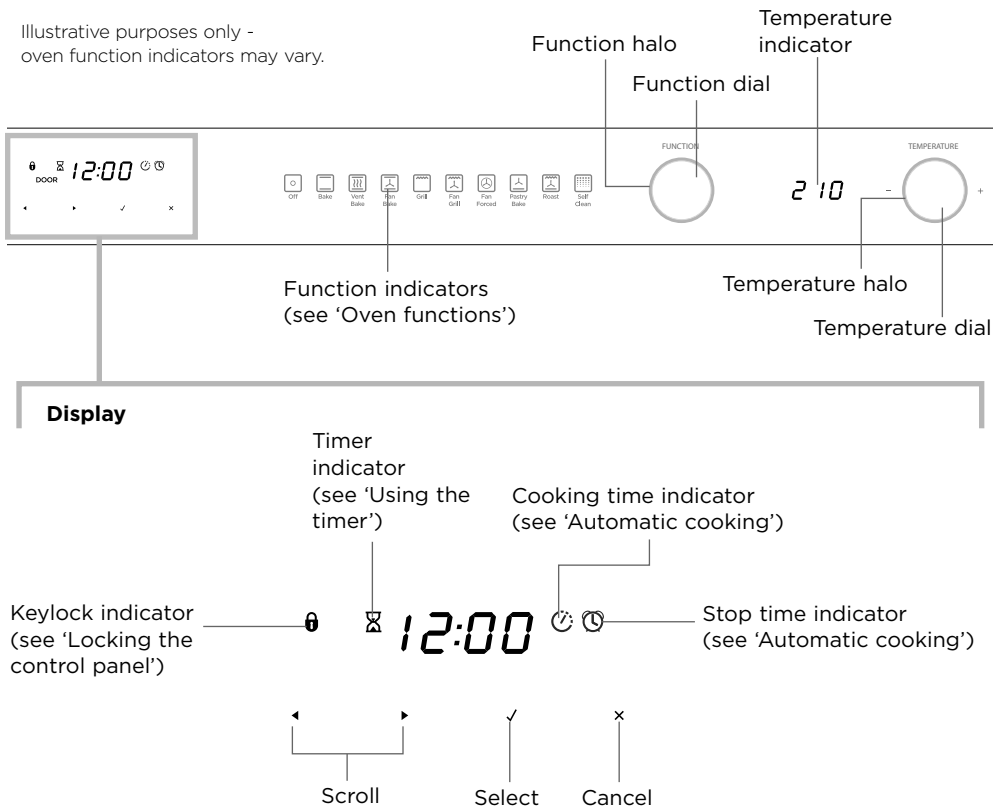 Illustrative purposes only -
oven function indicators may vary.
Function halo
Function dial
Temperature
indicator
DOOR
12:00
Off
Bake
Vent
Bake
Fan
Bake
Grill
Fan
Grill
Fan
Forced
Pastry
Bake
Roast
Self
Clean
FUNCTION
210
-
TEMPERATURE
+
Function indicators
(see ‘Oven functions’)
Temperature halo
Temperature dial
Display
Timer
indicator
(see ‘Using the
timer’)
Cooking time indicator
(see ‘Automatic cooking’)
Keylock indicator
(see ‘Locking the
control panel’)
12:00
Stop time indicator
(see ‘Automatic cooking’)
Scroll
Select
Cancel